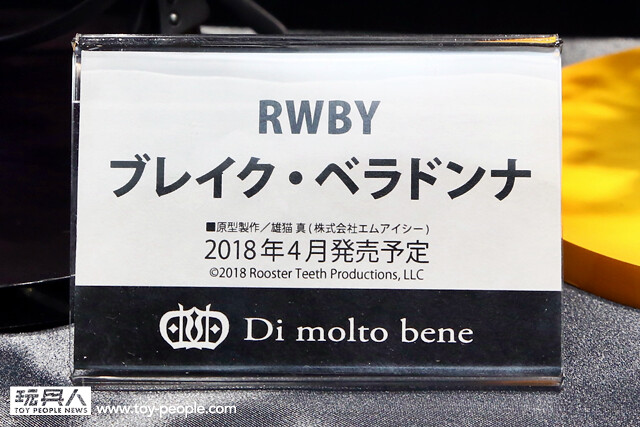 RWBY
ブレイク・ベラドンナ
■原型製作／雄猫 真(株式会社エムアイシー)
2018年4月発売予定
©2018 Rooster Teeth Productions, LLC
Di molto bene
玩具人
TOY PEOPLE NEWS
www.toy-people.com